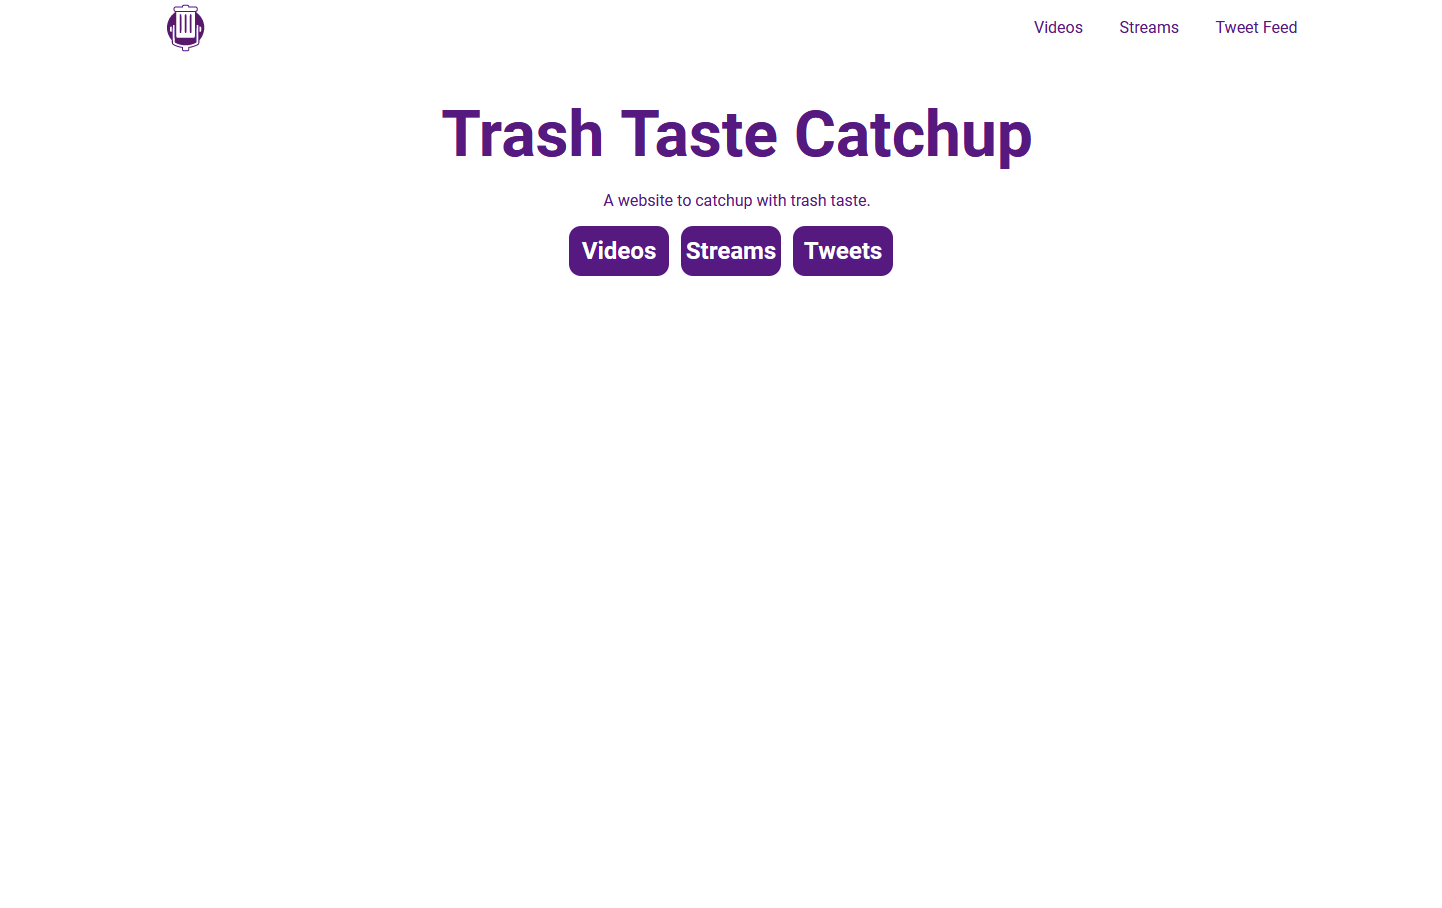 Videos Streams Tweet Feed
Trash Taste Catchup
A website to catchup with trash taste.
Videos Streams Tweets